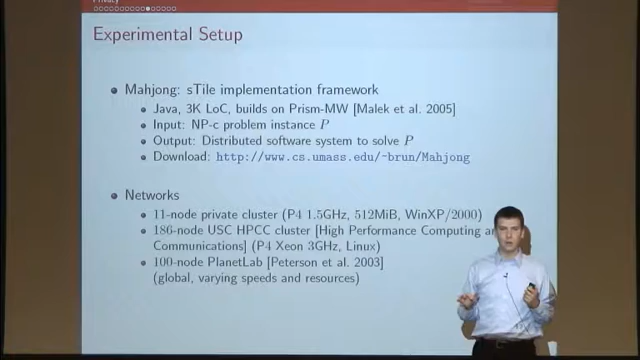 Privacy
Experimental Setup
Mahjong: sTile implementation framework
Java, 3K LoC, builds on Prism-MW [Malek et al. 2005]
Input: NP-c problem instance P
Output: Distributed software system to solve P
Download: http://www.cs.umass.edu/~brun/Mahjong
Networks
11-node private cluster (P4 1.5GHz, 512MiB, WinXP/2000)
186-node USC HPCC cluster [High Performance Computing an
Communications] (P4 Xeon 3GHz, Linux)
100-node PlanetLab [Peterson et al. 2003]
(global, varying speeds and resources)